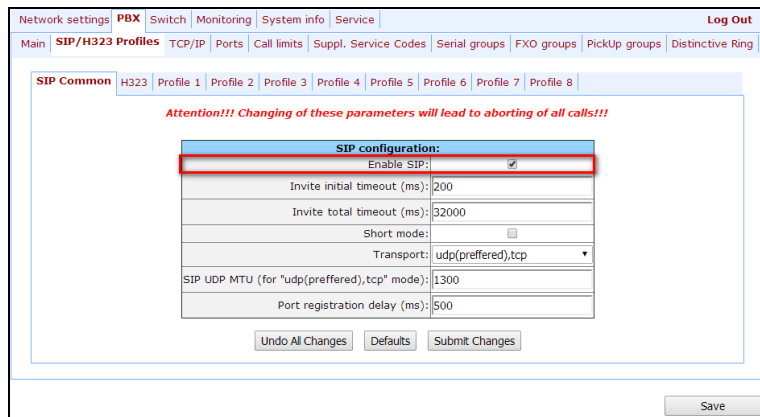 Network settings PBX Switch Monitoring System info Service Log Out
Main SIP/H323 Profiles TCP/IP Ports Call limits Suppl. Service Codes Serial groups FXO groups PickUp groups Distinctive Ring
SIP Common H323 Profile 1 Profile 2 Profile 3 Profile 4 Profile 5 Profile 6 Profile 7 Profile 8
Attention!!! Changing of these parameters will lead to aborting of all calls!!!
SIP configuration:
Enable SIP:
Invite initial timeout (ms): 200
Invite total timeout (ms): 32000
Short mode:
Transport: udp(preffered),tcp
SIP UDP MTU (for "udp(preffered),tcp" mode): 1300
Port registration delay (ms): 500
Undo All Changes Defaults Submit Changes
Save